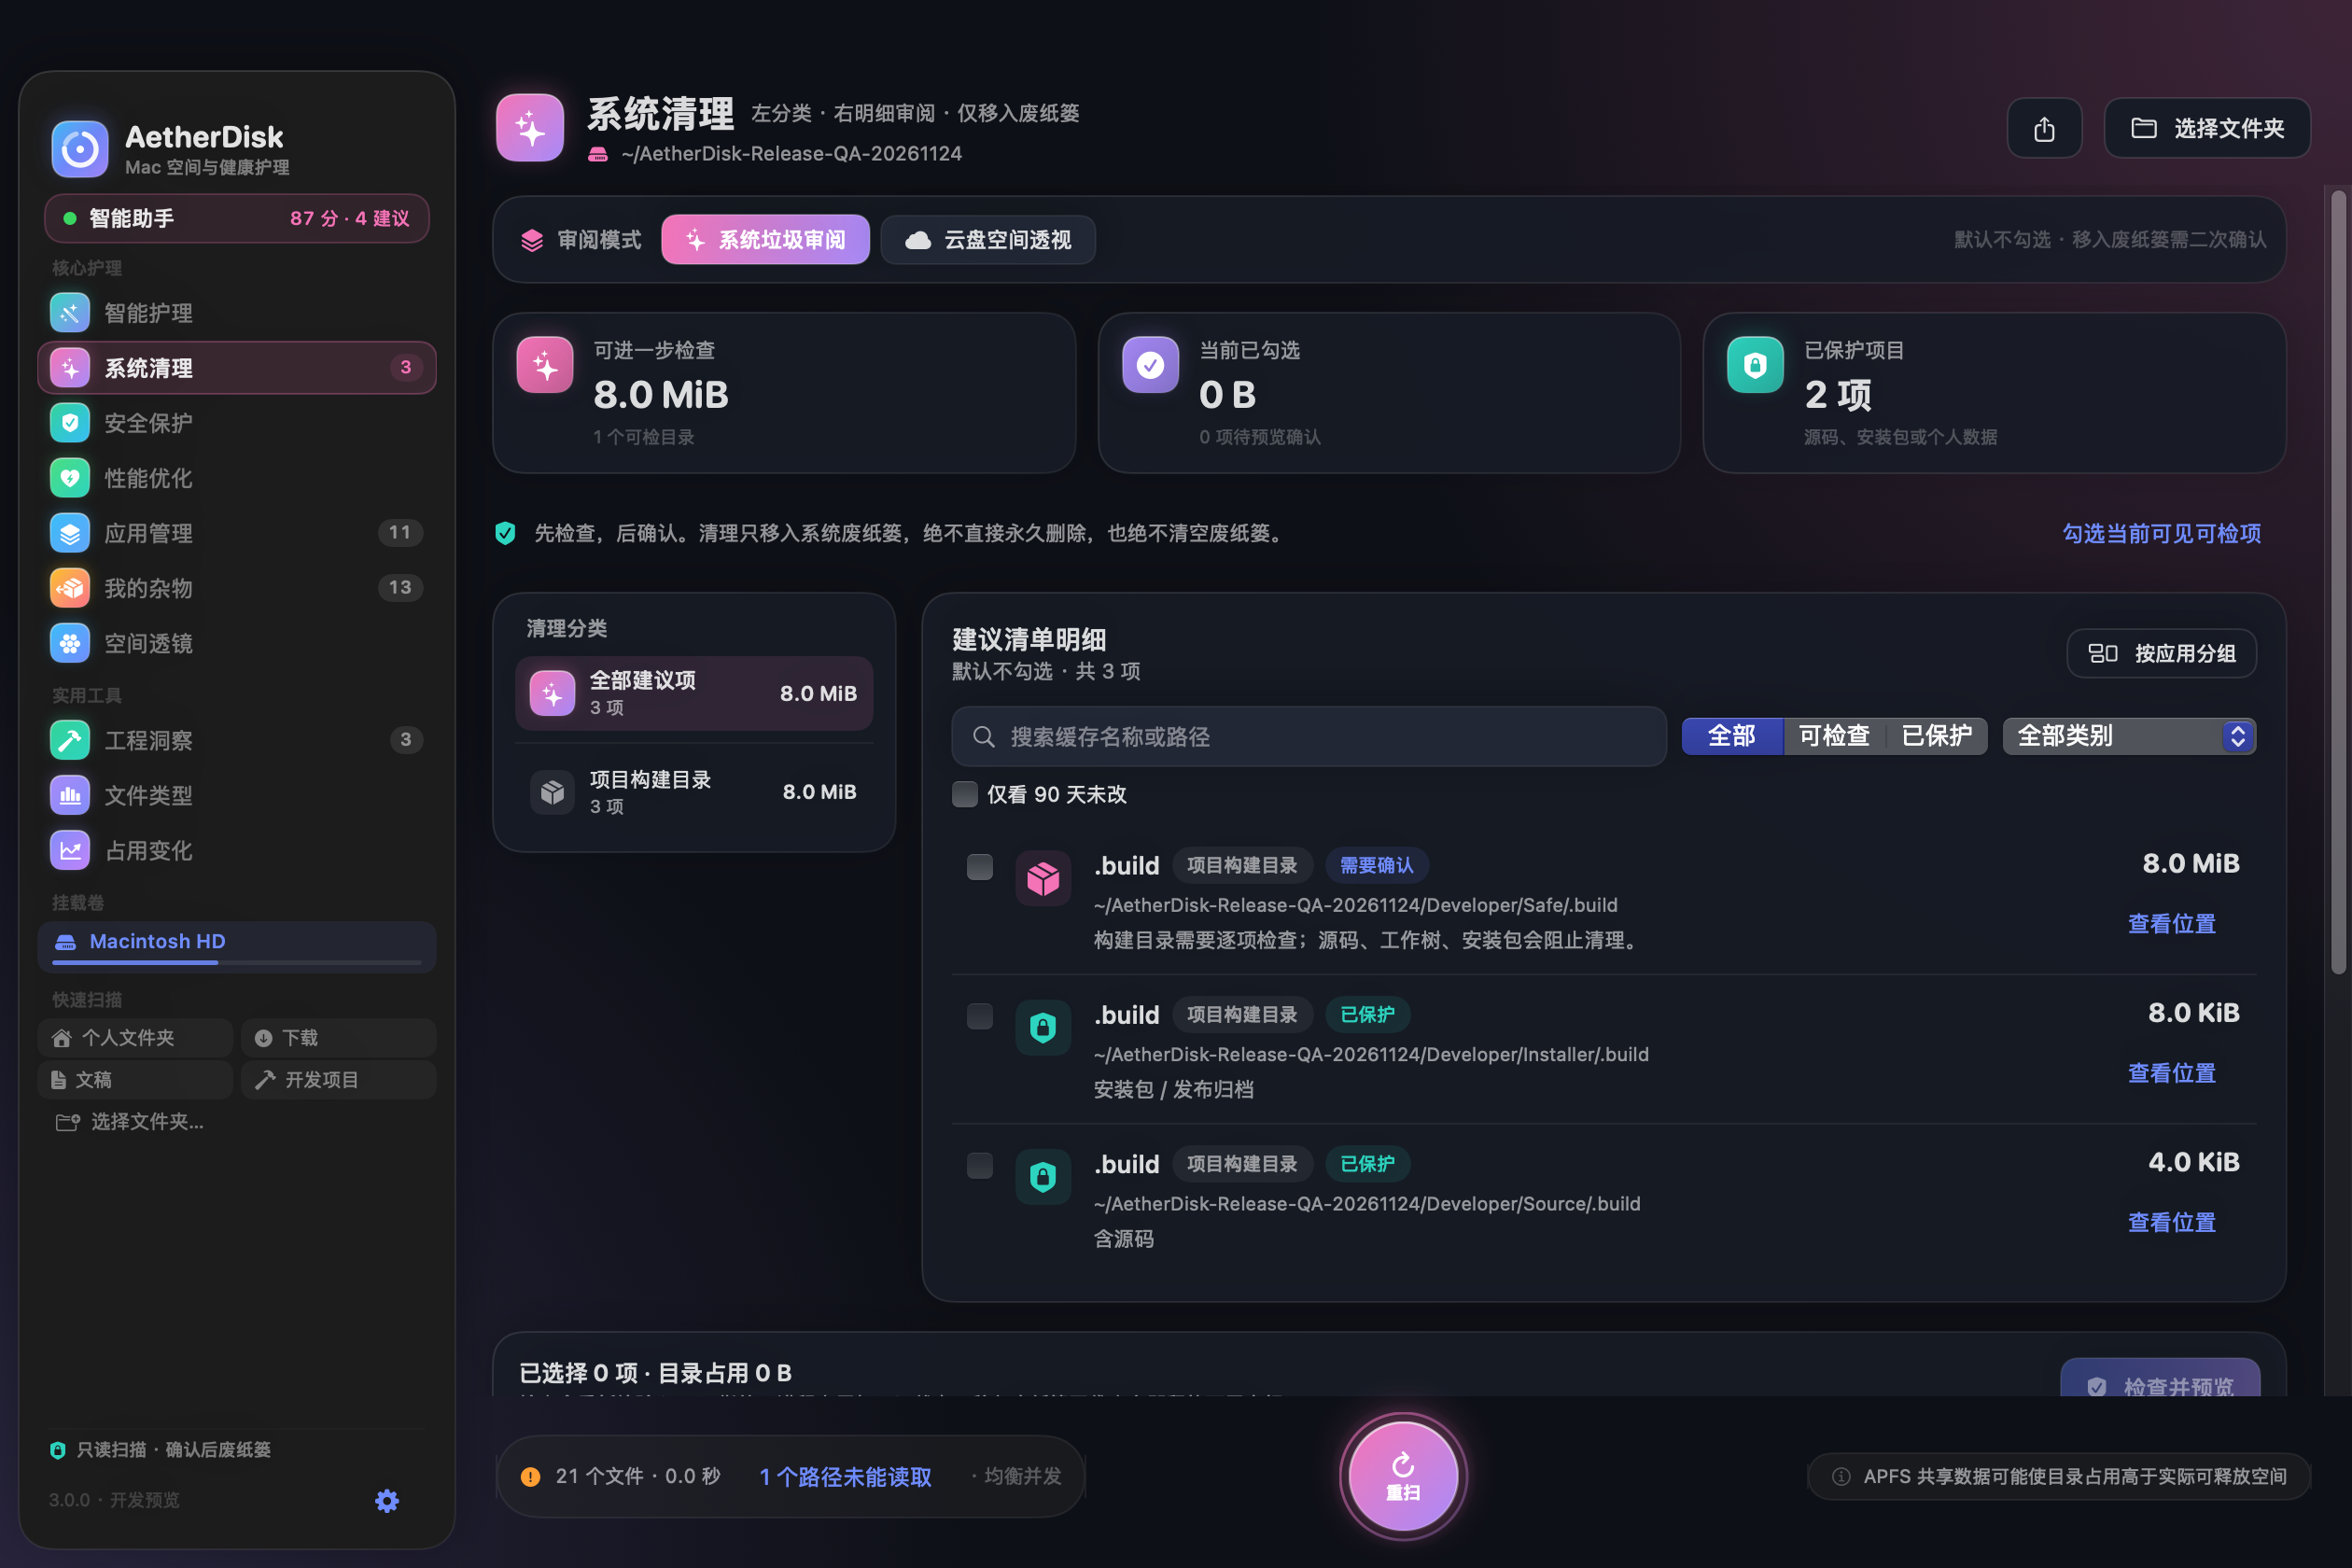 AetherDisk
Mac 空间与健康护理
智能助手 87 分 · 4 建议
核心护理
智能护理
系统清理 3
安全保护
性能优化
应用管理 11
我的杂物 13
空间透镜
实用工具
工程洞察 3
文件类型
占用变化
挂载卷
Macintosh HD
快速扫描
个人文件夹 下载
文稿 开发项目
选择文件夹...
只读扫描 · 确认后废纸篓
3.0.0 · 开发预览
系统清理 左分类 · 右明细审阅 · 仅移入废纸篓
~/AetherDisk-Release-QA-20261124
选择文件夹
审阅模式 系统垃圾审阅 云盘空间透视 默认不勾选 · 移入废纸篓需二次确认
可进一步检查
8.0 MiB
1 个可检目录
当前已勾选
0 B
0 项待预览确认
已保护项目
2 项
源码、安装包或个人数据
先检查，后确认。清理只移入系统废纸篓，绝不直接永久删除，也绝不清空废纸篓。 勾选当前可见可检项
清理分类
全部建议项 8.0 MiB
3 项
项目构建目录 8.0 MiB
3 项
建议清单明细
默认不勾选 · 共 3 项
按应用分组
搜索缓存名称或路径 全部 可检查 已保护 全部类别
仅看 90 天未改
.build 项目构建目录 需要确认 8.0 MiB
~/AetherDisk-Release-QA-20261124/Developer/Safe/.build
查看位置
构建目录需要逐项检查；源码、工作树、安装包会阻止清理。
.build 项目构建目录 已保护 8.0 KiB
~/AetherDisk-Release-QA-20261124/Developer/Installer/.build
查看位置
安装包 / 发布归档
.build 项目构建目录 已保护 4.0 KiB
~/AetherDisk-Release-QA-20261124/Developer/Source/.build
查看位置
含源码
已选择 0 项 · 目录占用 0 B
检查并预览
21 个文件 · 0.0 秒 1 个路径未能读取 · 均衡并发
重扫
APFS 共享数据可能使目录占用高于实际可释放空间